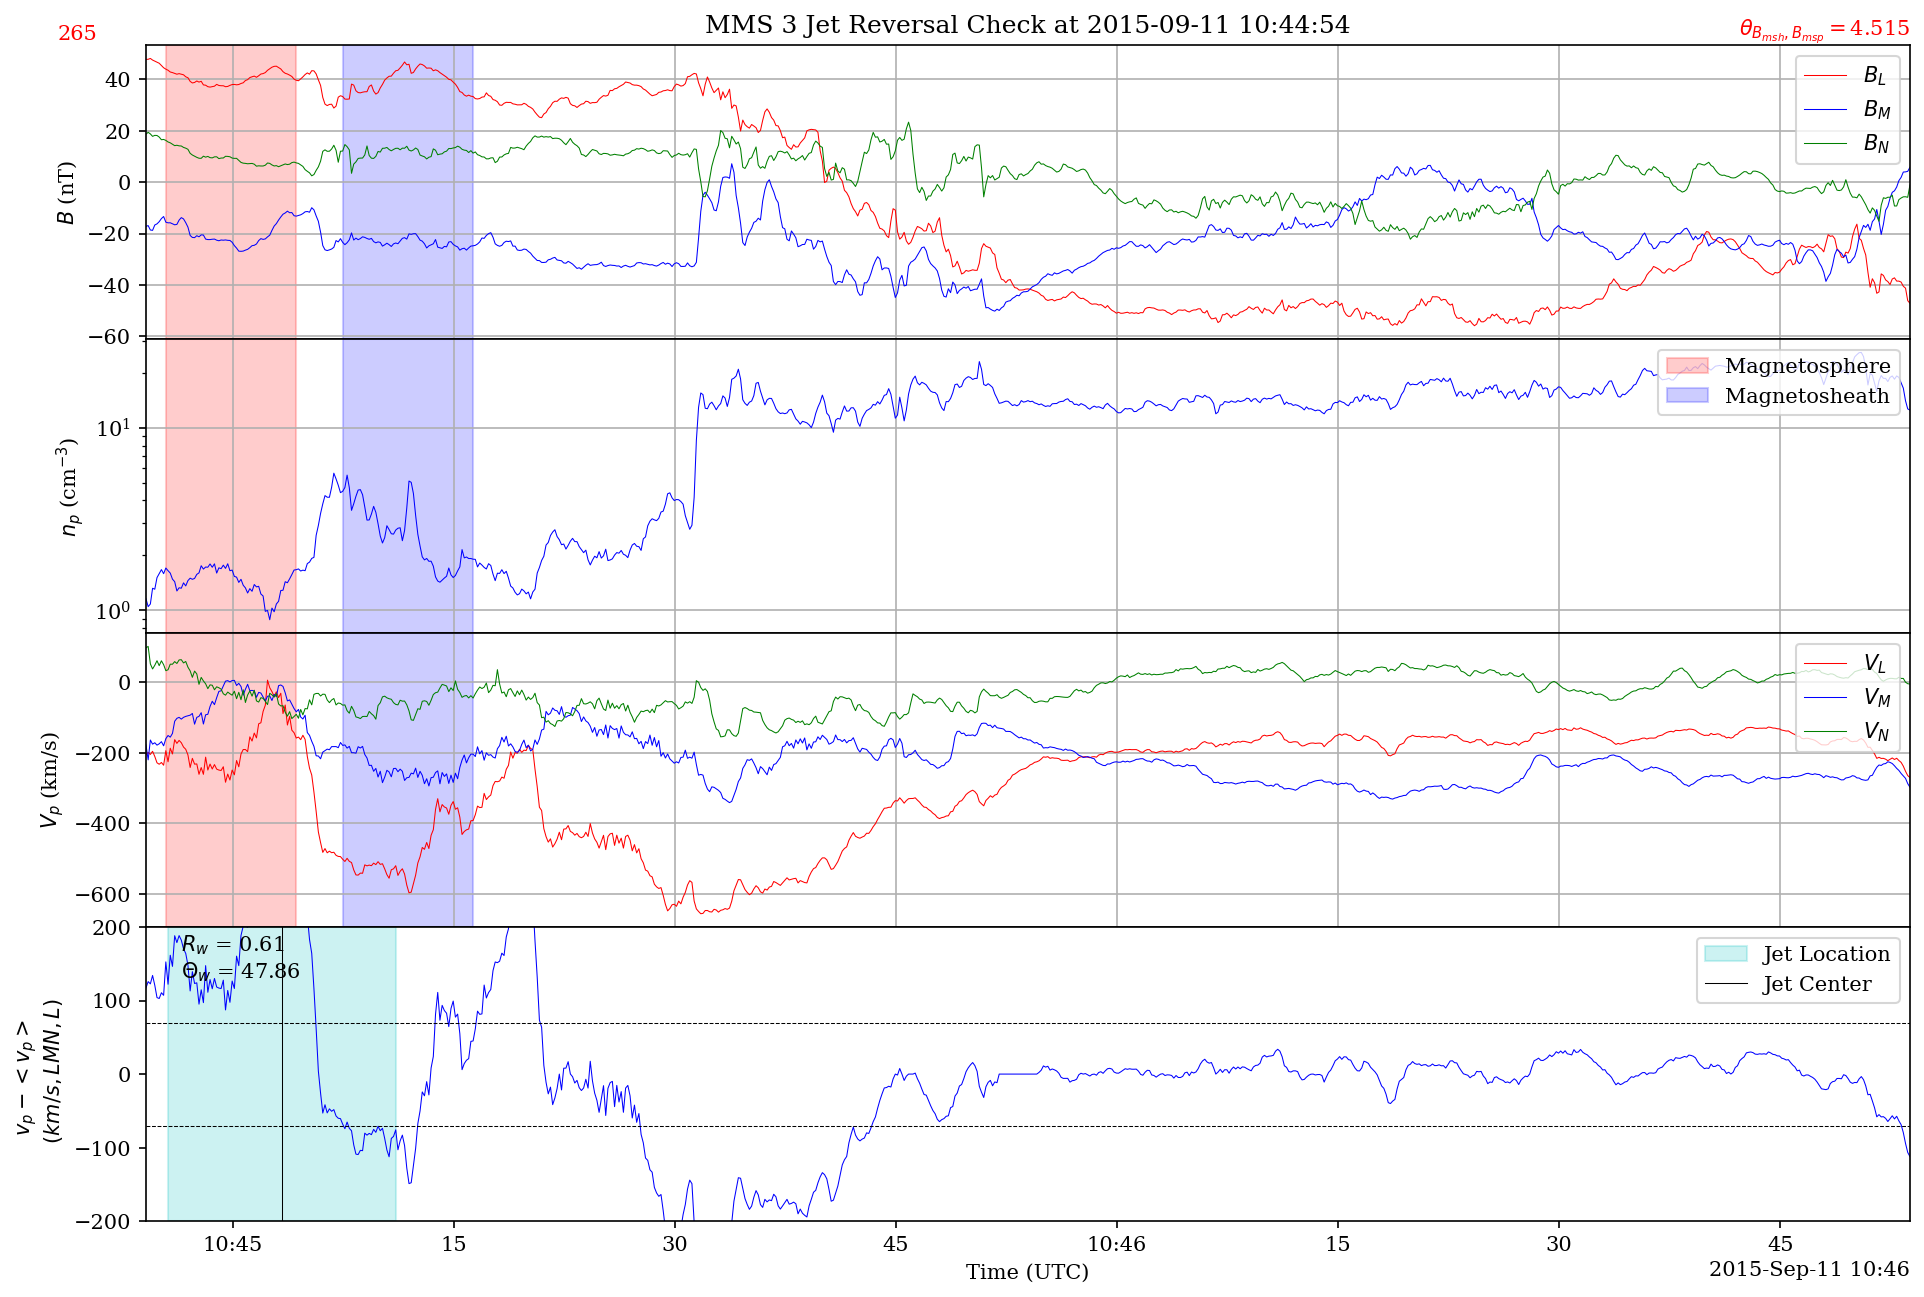 265
MMS 3 Jet Reversal Check at 2015-09-11 10:44:54
θ_{B_{msh}, B_{msp}} = 4.515
B (nT)
40
20
0
−20
−40
−60
B_L
B_M
B_N
n_p (cm^{−3})
10^1
10^0
Magnetosphere
Magnetosheath
V_p (km/s)
0
−200
−400
−600
V_L
V_M
V_N
v_p − < v_p >
(km/s, LMN, L)
200
100
0
−100
−200
R_w = 0.61
Θ_w = 47.86
Jet Location
Jet Center
10:45 15 30 45 10:46 15 30 45
Time (UTC)
2015-Sep-11 10:46